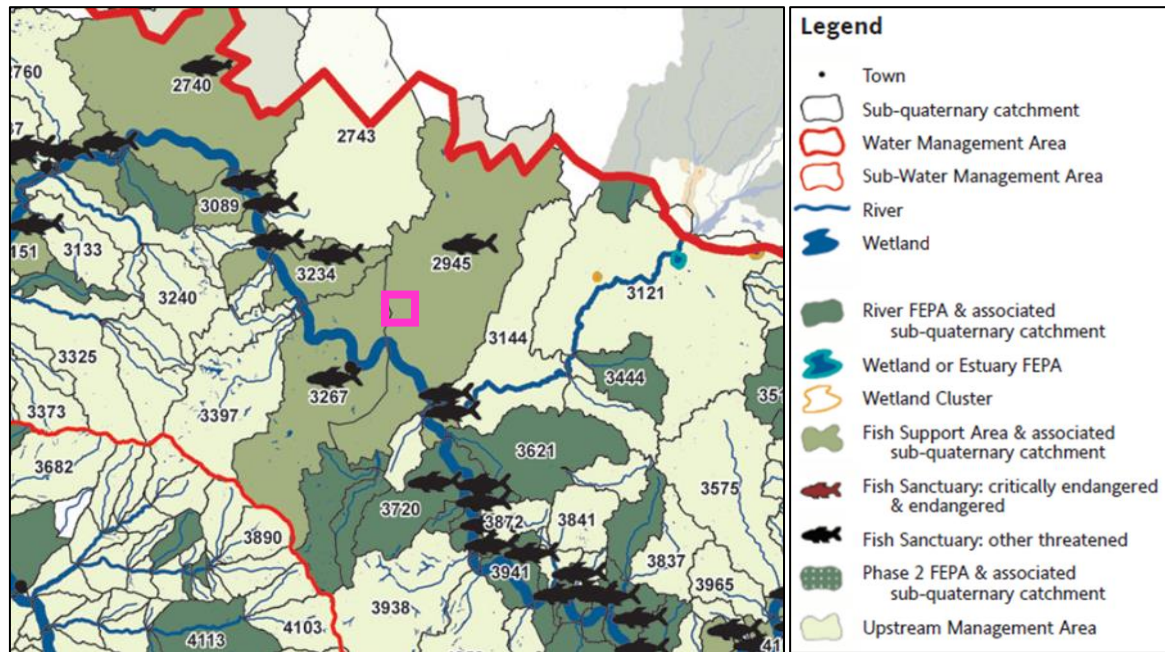 2760
2740
2743
3089
151
3133
3234
2945
3240
3121
3144
3325
3267
3444
3373
3397
3682
3621
3720
3575
3872
3841
3890
3837
3941
3965
3938
4103
4113
Legend
Town
Sub-quaternary catchment
Water Management Area
Sub-Water Management Area
River
Wetland
River FEPA & associated
sub-quaternary catchment
Wetland or Estuary FEPA
Wetland Cluster
Fish Support Area & associated
sub-quaternary catchment
Fish Sanctuary: critically endangered
& endangered
Fish Sanctuary: other threatened
Phase 2 FEPA & associated
sub-quaternary catchment
Upstream Management Area